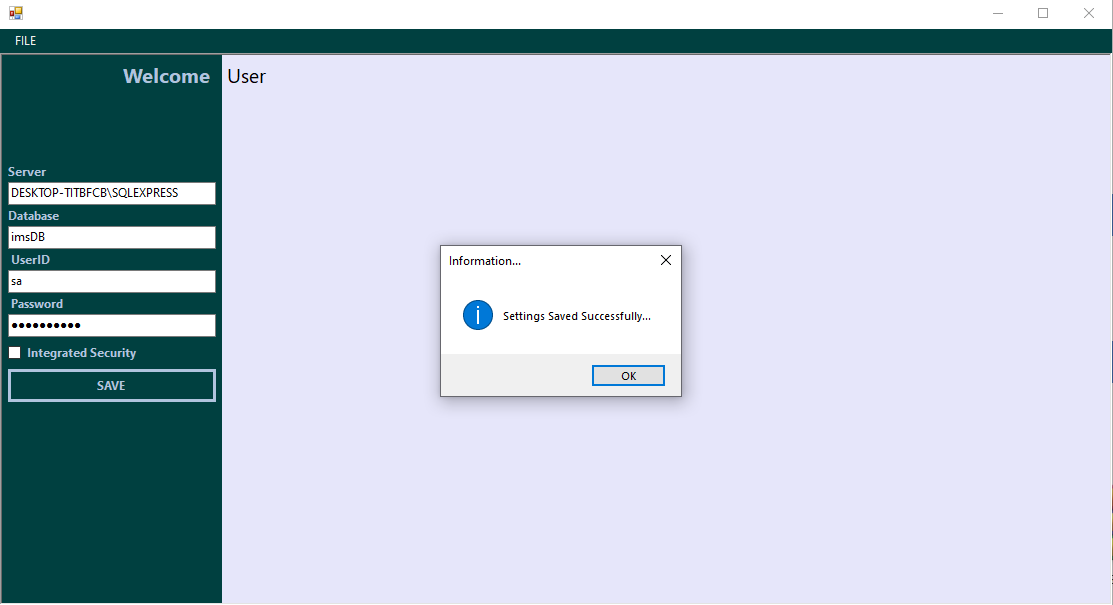 FILE
Welcome User
Server
DESKTOP-TITBFCB\SQLEXPRESS
Database
imsDB
UserID
sa
Password
●●●●●●●●●●
Integrated Security
SAVE
Information...
Settings Saved Successfully...
OK